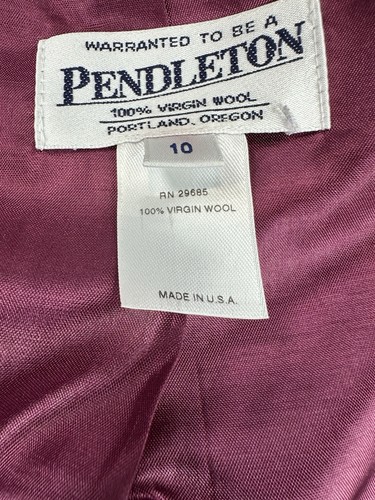 WARRANTED TO BE A
PENDLETON
100% VIRGIN WOOL
PORTLAND, OREGON
10
RN 29685
100% VIRGIN WOOL
MADE IN U.S.A.